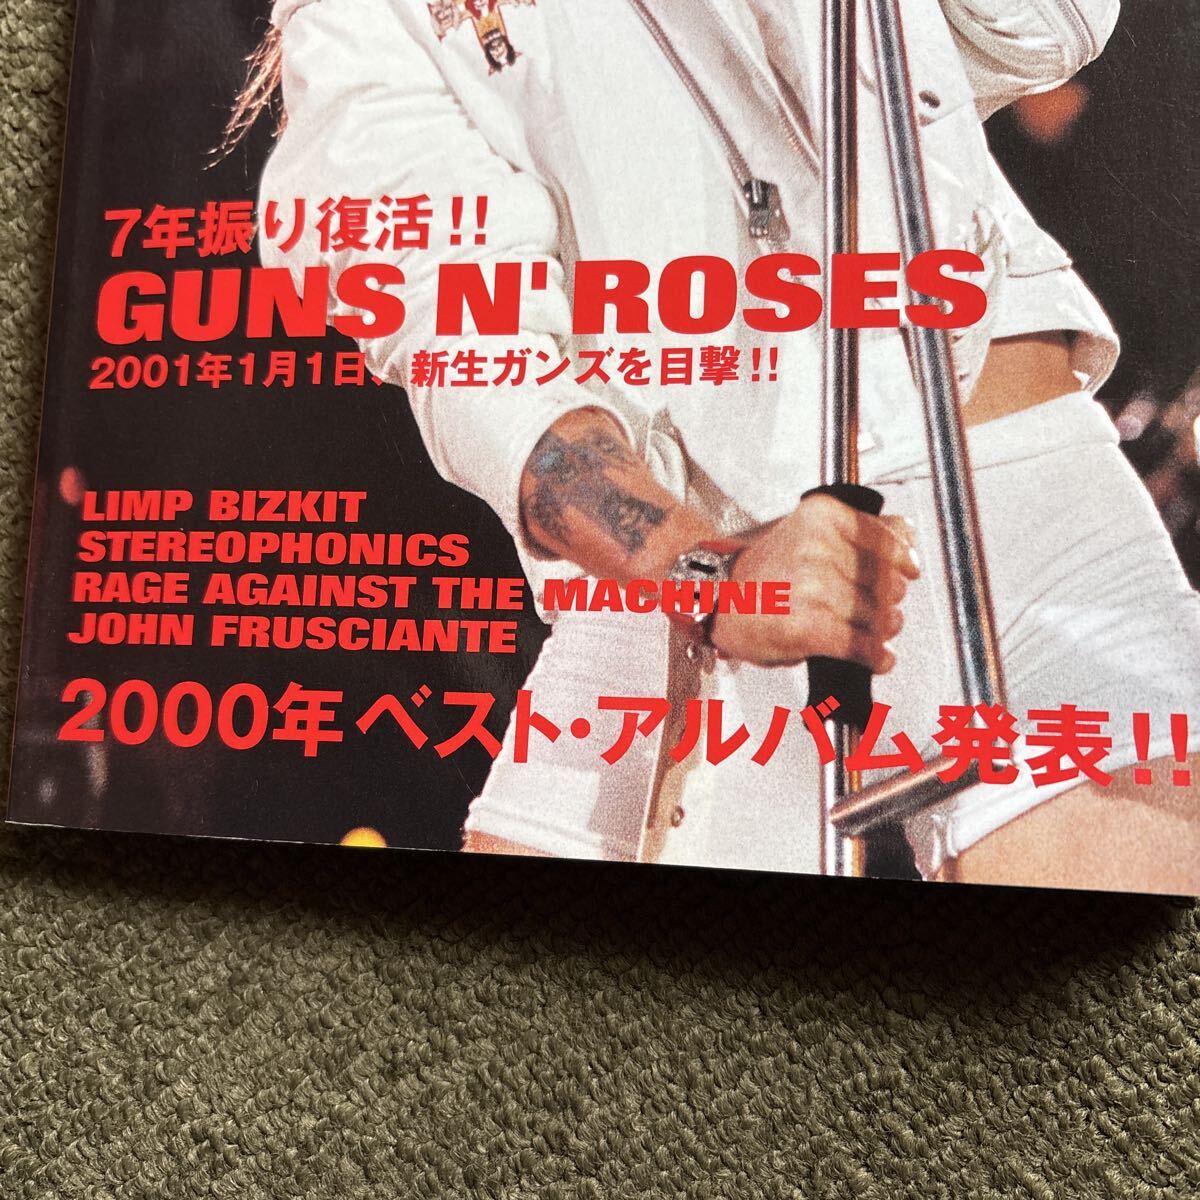 7年振り復活!!
GUNS N' ROSES
2001年1月1日、新生ガンズを目撃!!
LIMP BIZKIT
STEREOPHONICS
RAGE AGAINST THE MACHINE
JOHN FRUSCIANTE
2000年ベスト・アルバム発表!!